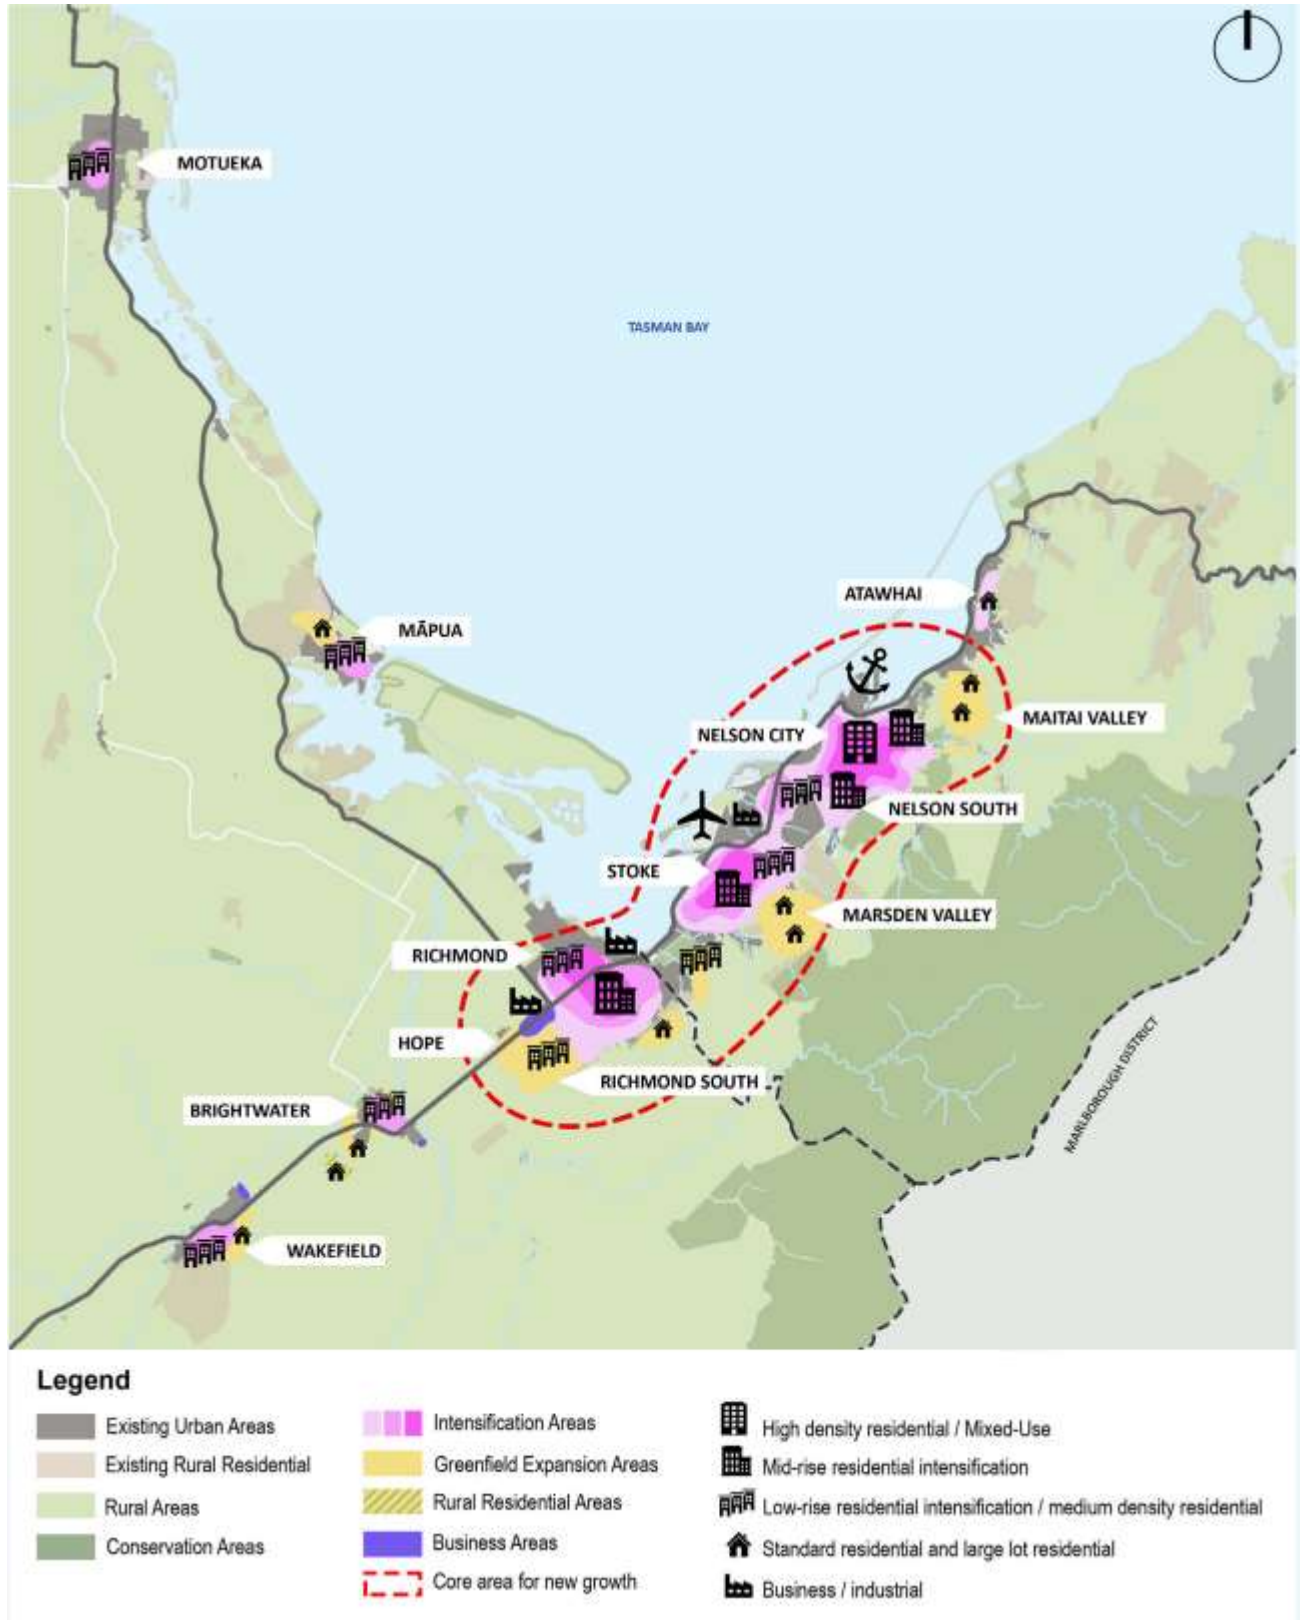 MOTUEKA
TASMAN BAY
ATAWHAI
MĀPUA
MAITAI VALLEY
NELSON CITY
NELSON SOUTH
STOKE
MARSDEN VALLEY
RICHMOND
HOPE
RICHMOND SOUTH
BRIGHTWATER
MARLBOROUGH DISTRICT
WAKEFIELD
Legend
Existing Urban Areas
Existing Rural Residential
Rural Areas
Conservation Areas
Intensification Areas
Greenfield Expansion Areas
Rural Residential Areas
Business Areas
Core area for new growth
High density residential / Mixed-Use
Mid-rise residential intensification
Low-rise residential intensification / medium density residential
Standard residential and large lot residential
Business / industrial